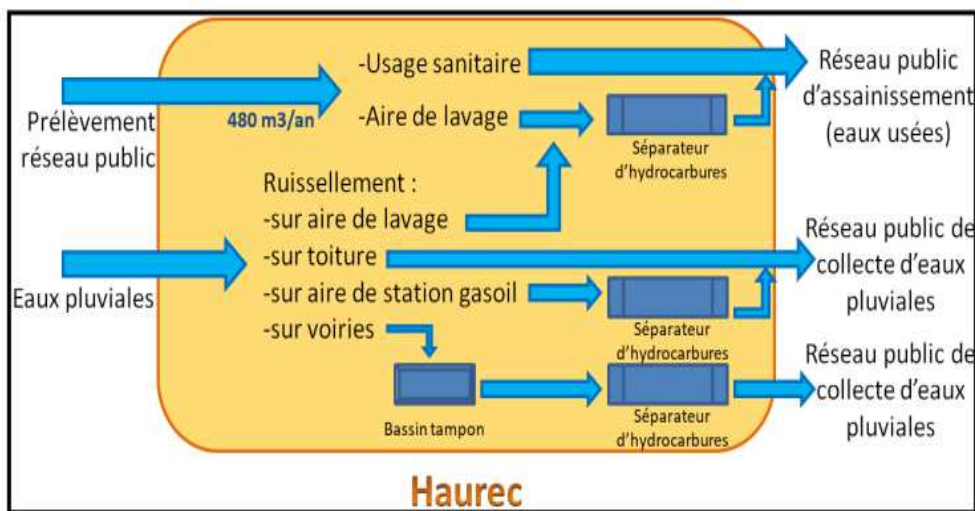 Prélèvement
réseau public
480 m3/an
-Usage sanitaire
-Aire de lavage
Séparateur
d'hydrocarbures
Réseau public
d'assainissement
(eaux usées)
Eaux pluviales
Ruissellement :
-sur aire de lavage
-sur toiture
-sur aire de station gasoil
-sur voiries
Séparateur
d'hydrocarbures
Réseau public de
collecte d'eaux
pluviales
Bassin tampon
Séparateur
d'hydrocarbures
Réseau public de
collecte d'eaux
pluviales
Haurec